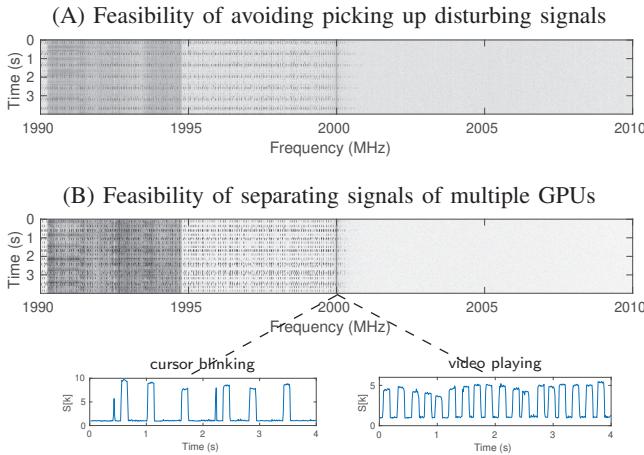 (A) Feasibility of avoiding picking up disturbing signals
0
1
2
3
Time (s)
1990 1995 2000 2005 2010
Frequency (MHz)
(B) Feasibility of separating signals of multiple GPUs
0
1
2
3
Time (s)
1990 1995 2000 2005 2010
Frequency (MHz)
cursor blinking
10
5
0
S[k]
0 1 2 3 4
Time (s)
video playing
5
0
S[k]
0 1 2 3 4
Time (s)